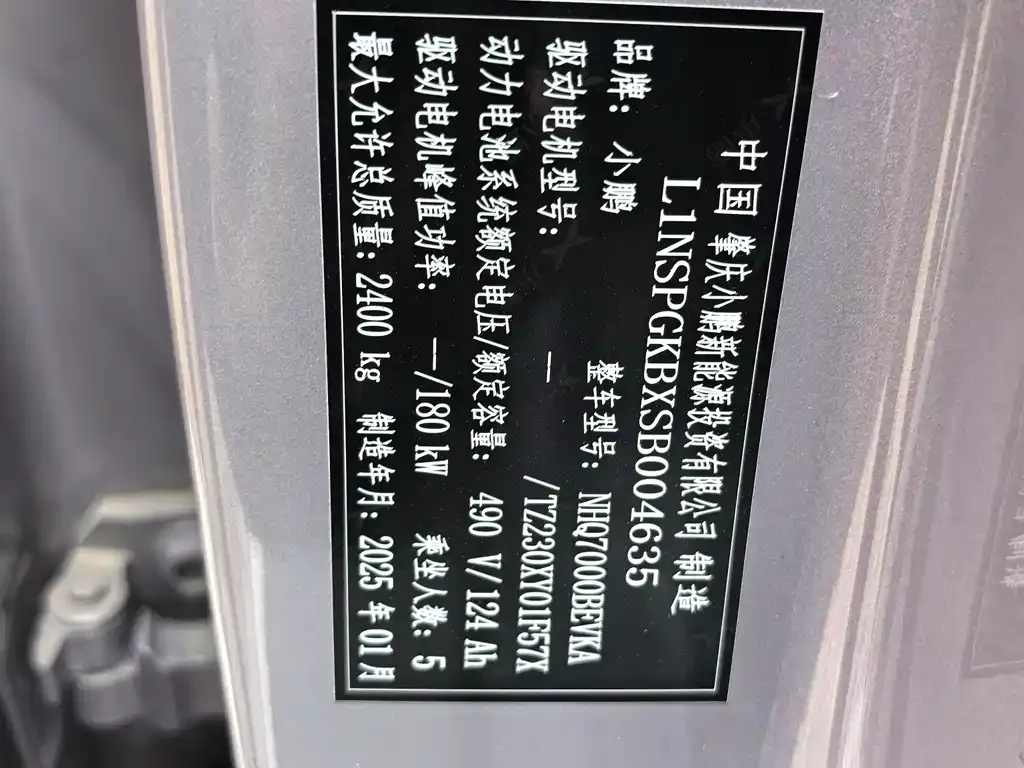 中国 肇庆小鹏新能源投资有限公司 制造
L1NSPGKBXSB004635
品牌：小鹏 整车型号：NHQ7000BEVKA
驱动电机型号：— /TZ230XY01F57X
动力电池系统额定电压/额定容量：490 V/124 Ah
驱动电机峰值功率：—/180 kW 乘坐人数：5
最大允许总质量：2400 kg 制造年月：2025 年 01 月